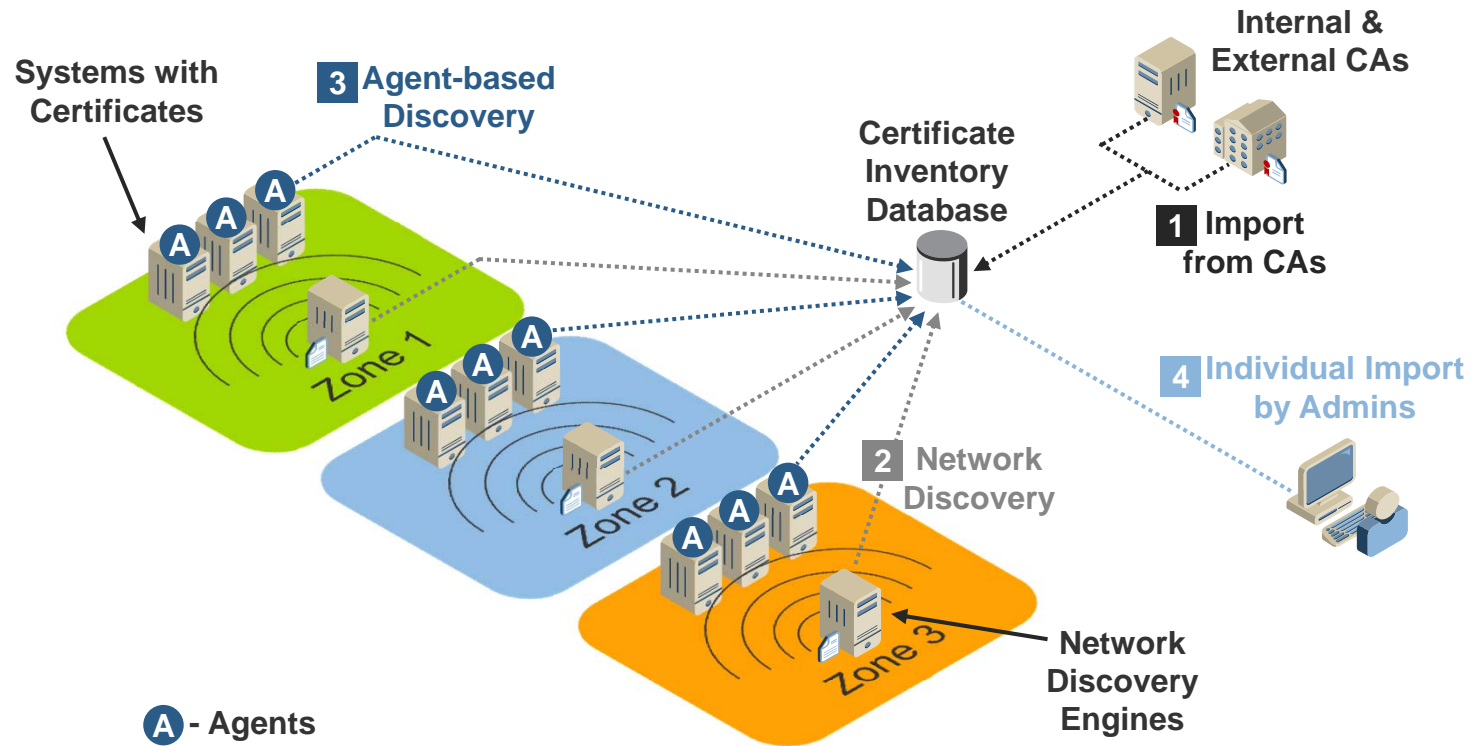 Internal &
External CAs
Systems with
Certificates
3 Agent-based
Discovery
Certificate
Inventory
Database
1 Import
from CAs
A
A
A
Zone 1
A
A
A
Zone 2
4 Individual Import
by Admins
2 Network
Discovery
A
A
A
Zone 3
Network
Discovery
Engines
A - Agents